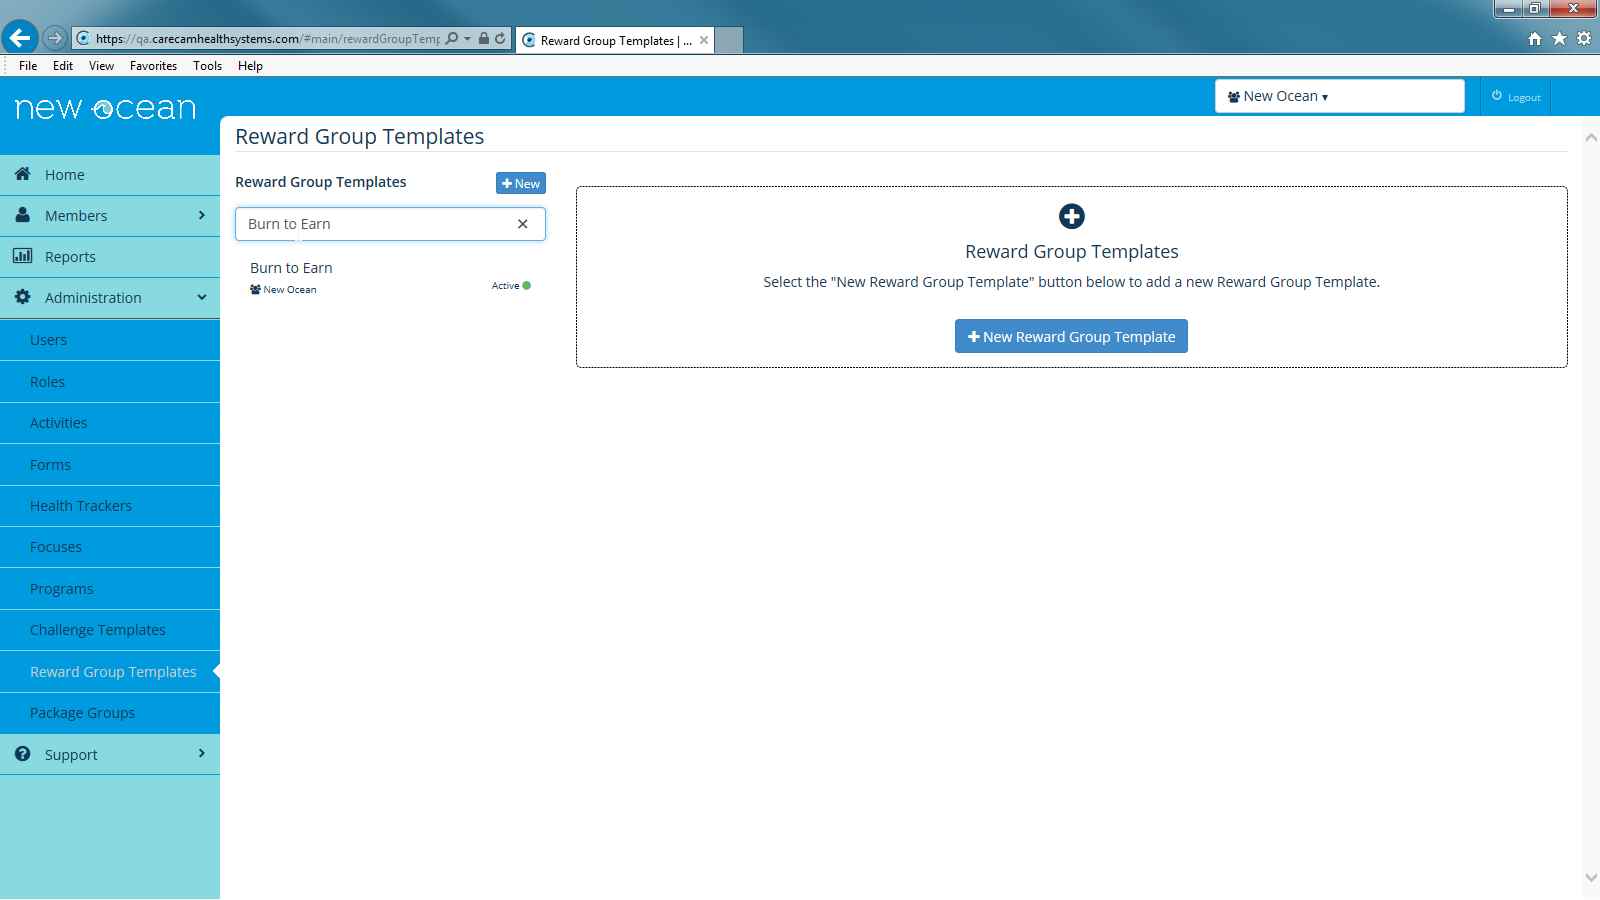 https://qa.carecamhealthsystems.com/#main/rewardGroupTemp
Reward Group Templates | ...
File Edit View Favorites Tools Help
new ocean
New Ocean
Logout
Reward Group Templates
Home
Members
Reports
Administration
Users
Roles
Activities
Forms
Health Trackers
Focuses
Programs
Challenge Templates
Reward Group Templates
Package Groups
Support
Reward Group Templates
New
Burn to Earn
Burn to Earn
New Ocean
Active
Reward Group Templates
Select the "New Reward Group Template" button below to add a new Reward Group Template.
New Reward Group Template